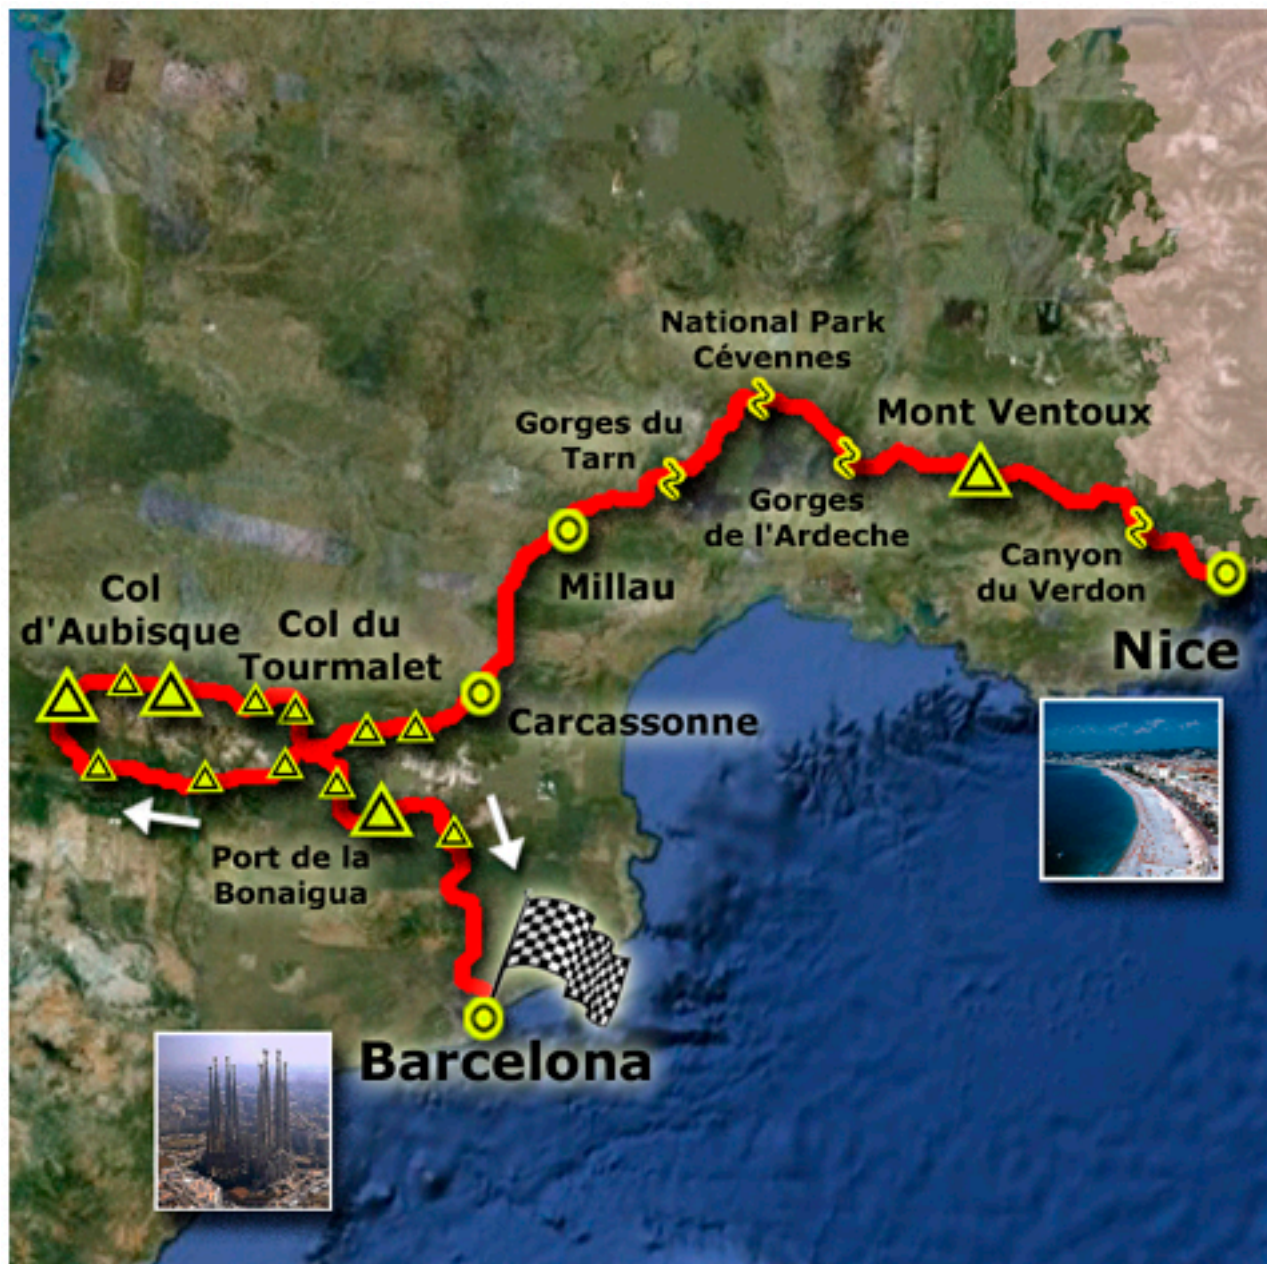 National Park
Cévennes
Mont Ventoux
Gorges du
Tarn
Gorges
de l'Ardeche
Canyon
du Verdon
Millau
Nice
Col
d'Aubisque
Col du
Tourmalet
Carcassonne
Port de la
Bonaigua
Barcelona